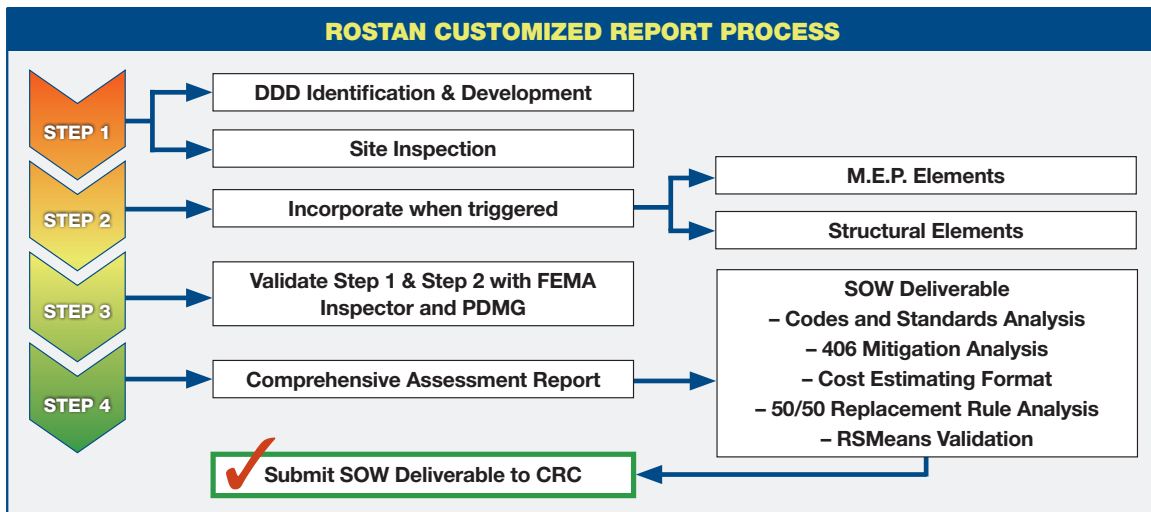 ROSTAN CUSTOMIZED REPORT PROCESS
STEP 1
DDD Identification & Development
Site Inspection
STEP 2
Incorporate when triggered
M.E.P. Elements
Structural Elements
STEP 3
Validate Step 1 & Step 2 with FEMA
Inspector and PDMG
STEP 4
Comprehensive Assessment Report
SOW Deliverable
– Codes and Standards Analysis
– 406 Mitigation Analysis
– Cost Estimating Format
– 50/50 Replacement Rule Analysis
– RSMeans Validation
Submit SOW Deliverable to CRC